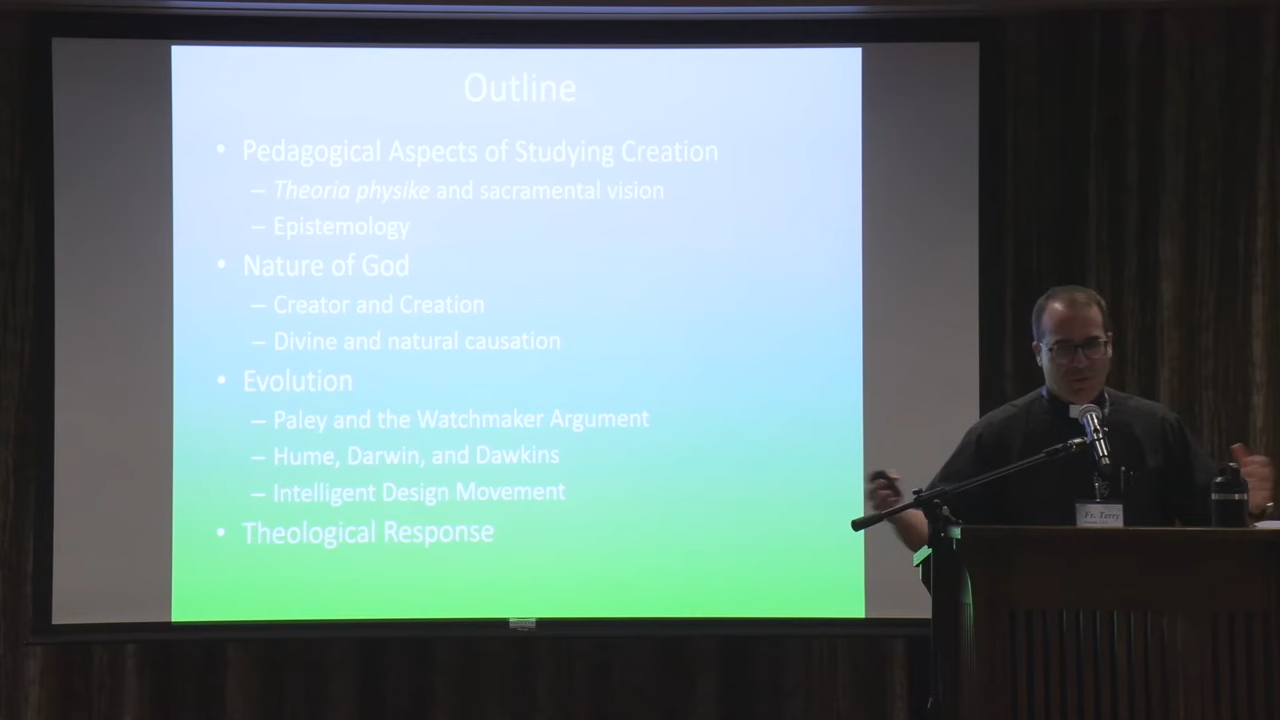 Outline
• Pedagogical Aspects of Studying Creation
– Theoria physike and sacramental vision
– Epistemology
• Nature of God
– Creator and Creation
– Divine and natural causation
• Evolution
– Paley and the Watchmaker Argument
– Hume, Darwin, and Dawkins
– Intelligent Design Movement
• Theological Response
Fr. Terry